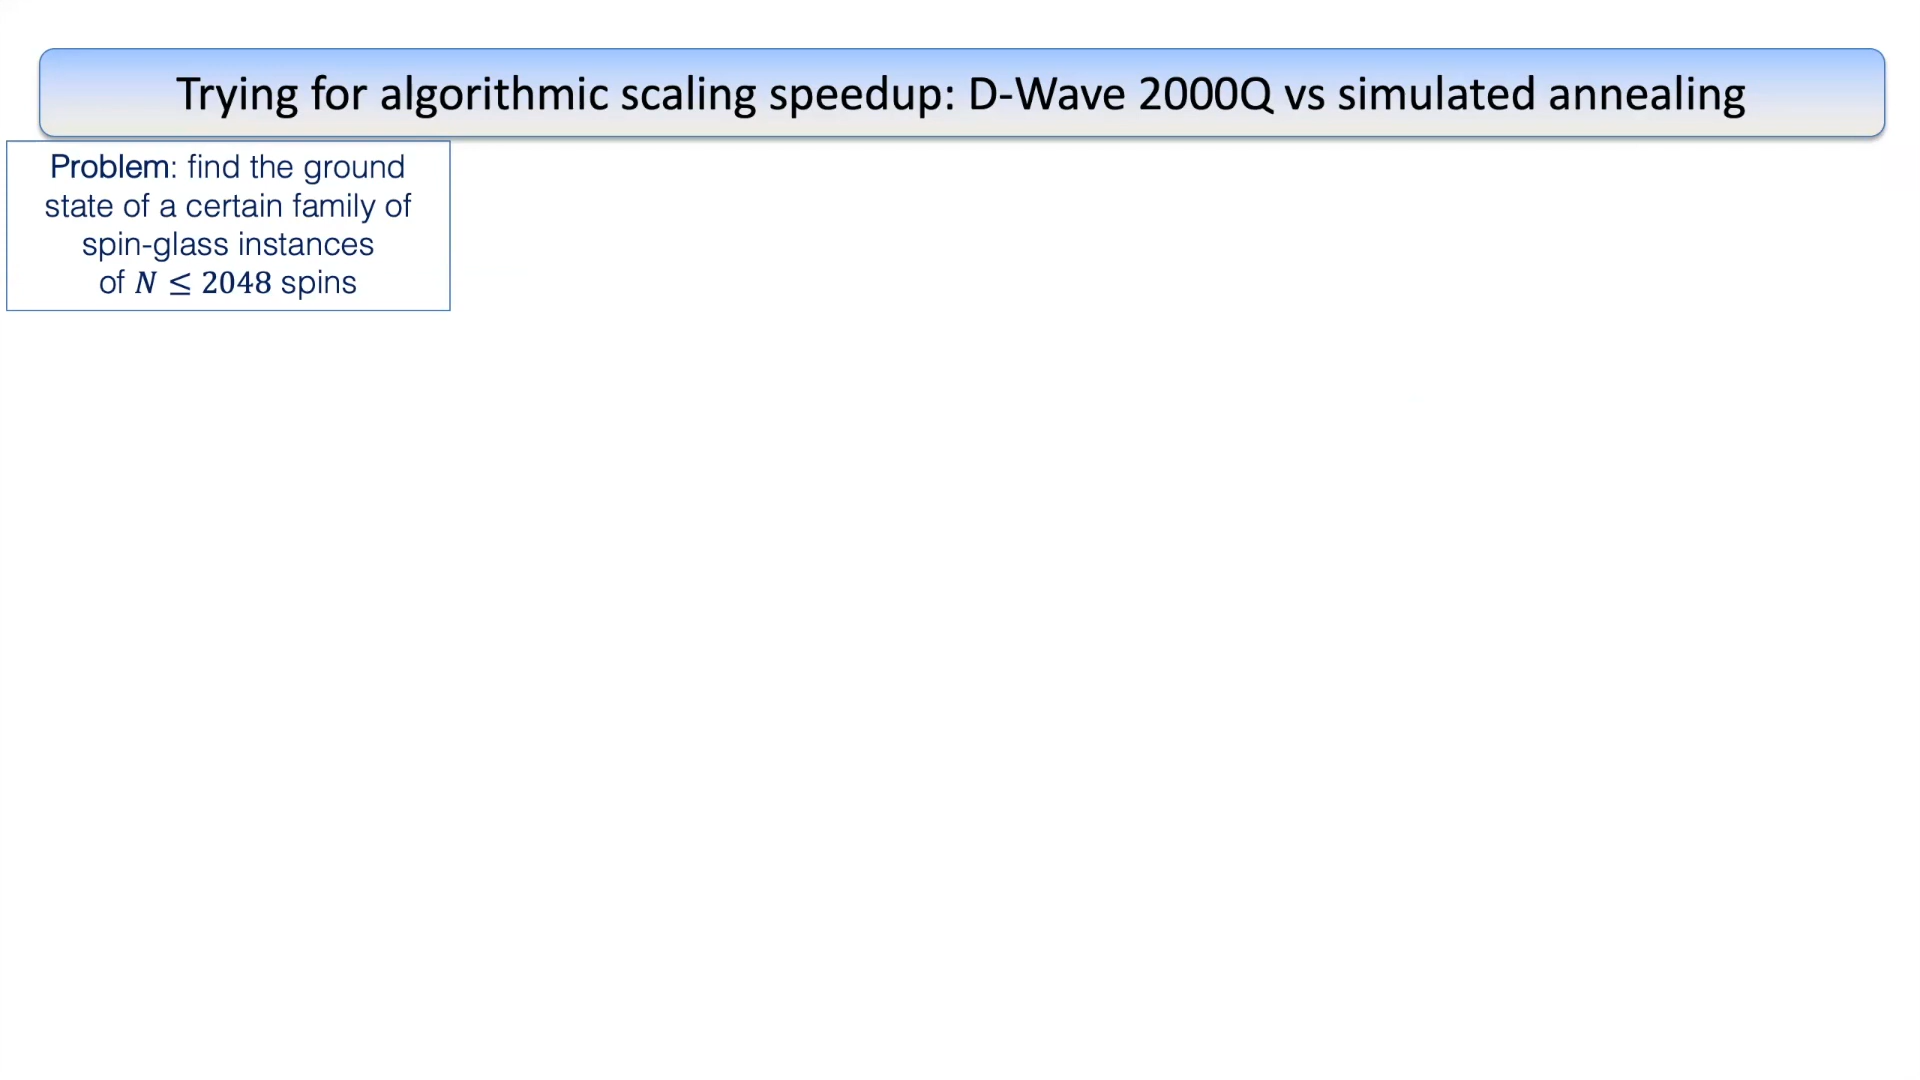 Trying for algorithmic scaling speedup: D-Wave 2000Q vs simulated annealing
Problem: find the ground
state of a certain family of
spin-glass instances
of N ≤ 2048 spins